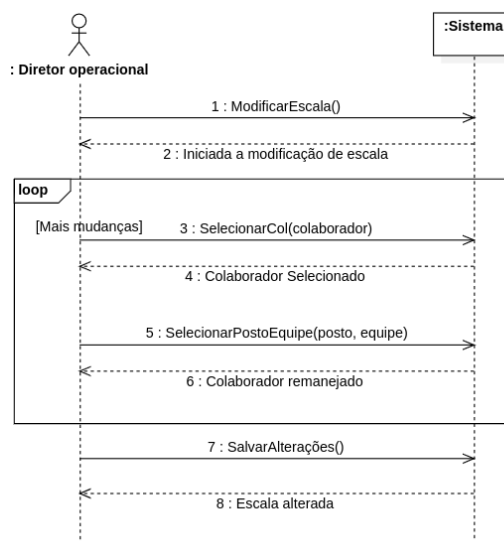 :Sistema
: Diretor operacional
1 : ModificarEscala()
2 : Iniciada a modificação de escala
loop
[Mais mudanças]
3 : SelecionarCol(colaborador)
4 : Colaborador Selecionado
5 : SelecionarPostoEquipe(posto, equipe)
6 : Colaborador remanejado
7 : SalvarAlterações()
8 : Escala alterada